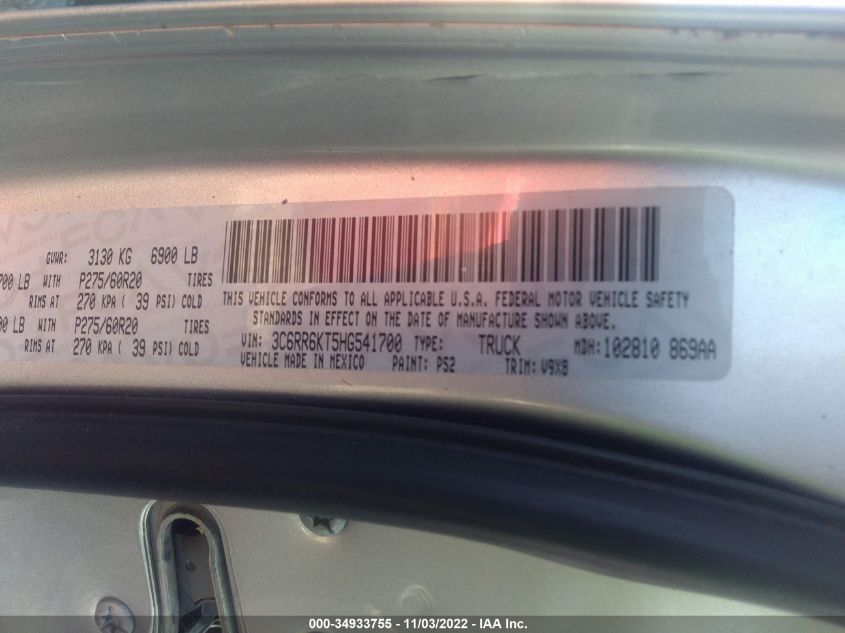 GVWR: 3130 KG 6900 LB
700 LB WITH P275/60R20 TIRES
RIMS AT 270 KPA ( 39 PSI) COLD
00 LB WITH P275/60R20 TIRES
RIMS AT 270 KPA ( 39 PSI) COLD
THIS VEHICLE CONFORMS TO ALL APPLICABLE U.S.A. FEDERAL MOTOR VEHICLE SAFETY
STANDARDS IN EFFECT ON THE DATE OF MANUFACTURE SHOWN ABOVE.
VIN: 3C6RR6KT5HG541700 TYPE: TRUCK MDH:102810 869AA
VEHICLE MADE IN MEXICO PAINT: PS2 TRIM: V9X8
000-34933755 - 11/03/2022 - IAA Inc.